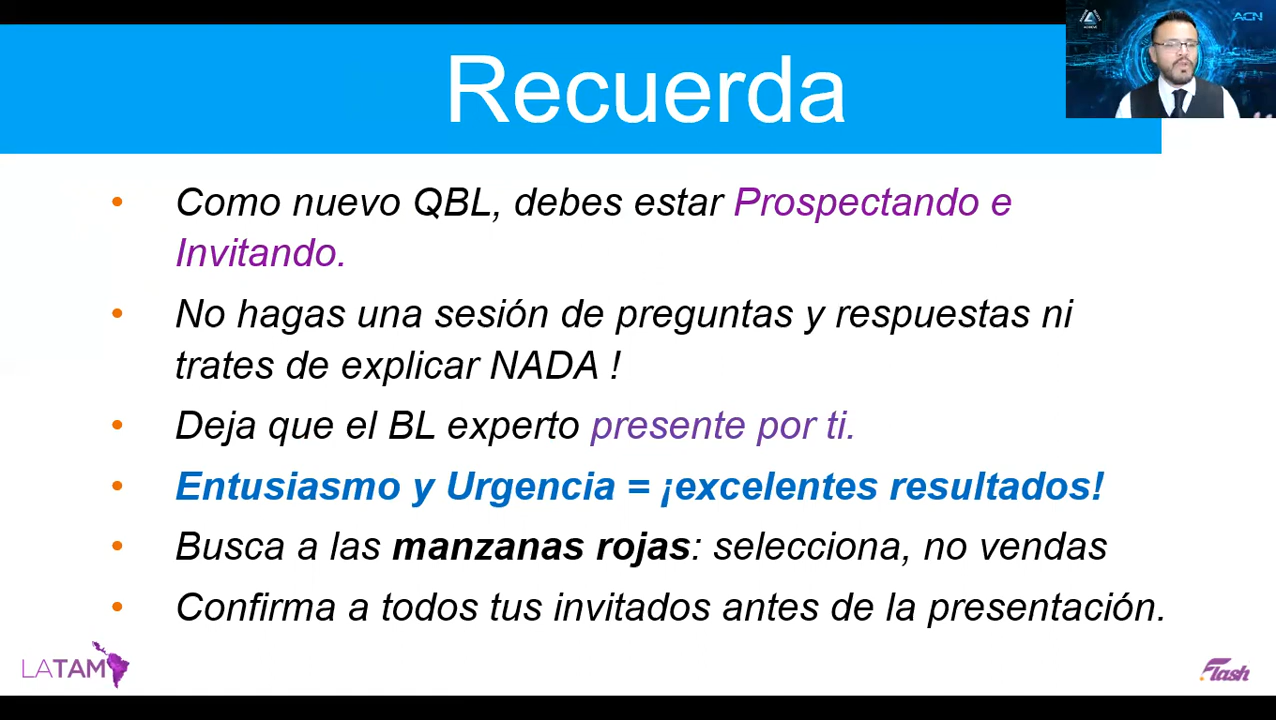 ACN
Recuerda
• Como nuevo QBL, debes estar Prospectando e
Invitando.
• No hagas una sesión de preguntas y respuestas ni
trates de explicar NADA !
• Deja que el BL experto presente por ti.
• Entusiasmo y Urgencia = ¡excelentes resultados!
• Busca a las manzanas rojas: selecciona, no vendas
• Confirma a todos tus invitados antes de la presentación.
LATAM
Flash